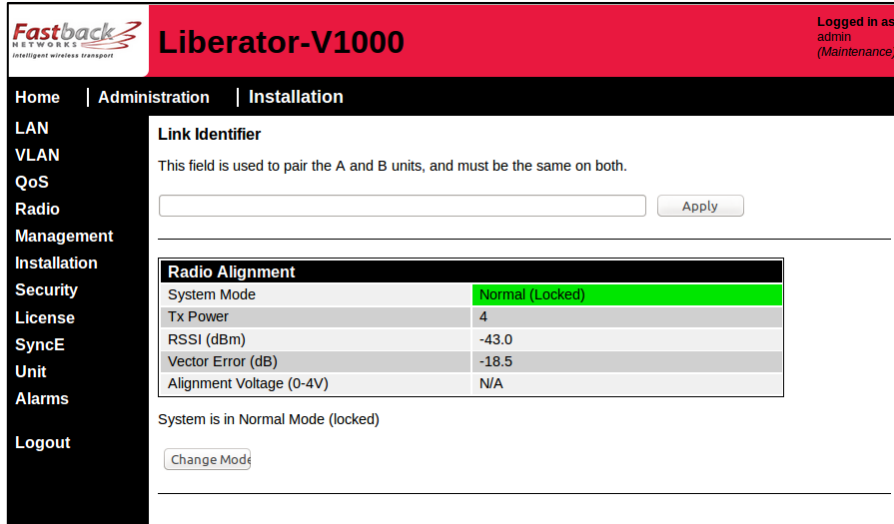 Fastback
NETWORKS
intelligent wireless transport
Liberator-V1000
Logged in as
admin
(Maintenance)
Home | Administration | Installation
LAN
VLAN
QoS
Radio
Management
Installation
Security
License
SyncE
Unit
Alarms
Logout
Link Identifier
This field is used to pair the A and B units, and must be the same on both.
Apply
Radio Alignment
System Mode Normal (Locked)
Tx Power 4
RSSI (dBm) -43.0
Vector Error (dB) -18.5
Alignment Voltage (0-4V) N/A
System is in Normal Mode (locked)
Change Mode